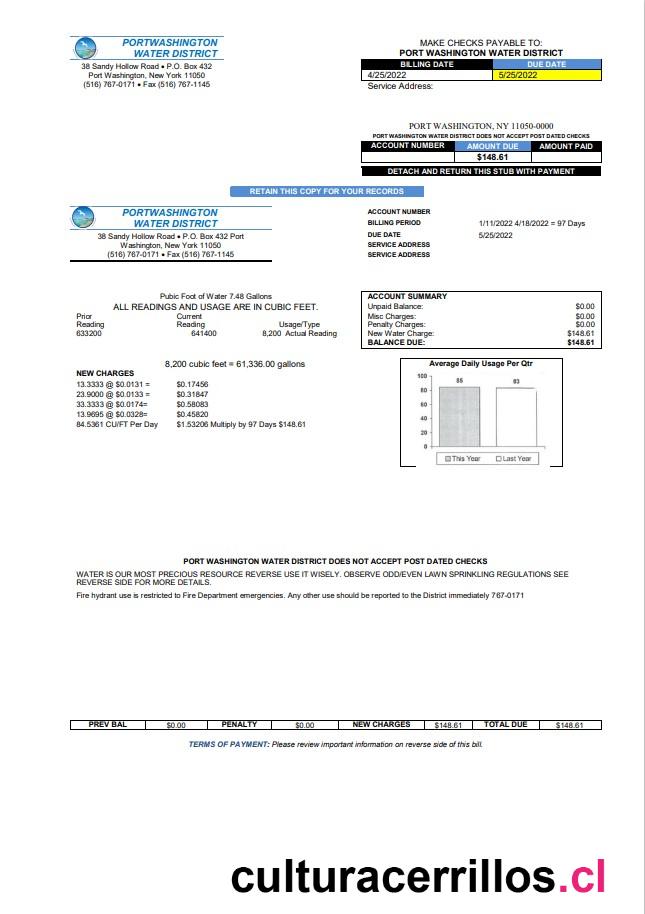 PORTWASHINGTON
WATER DISTRICT
38 Sandy Hollow Road • P.O. Box 432
Port Washington, New York 11050
(516) 767-0171 • Fax (516) 767-1145
MAKE CHECKS PAYABLE TO:
PORT WASHINGTON WATER DISTRICT
BILLING DATE DUE DATE
4/25/2022 5/25/2022
Service Address:
PORT WASHINGTON, NY 11050-0000
PORT WASHINGTON WATER DISTRICT DOES NOT ACCEPT POST DATED CHECKS
ACCOUNT NUMBER AMOUNT DUE AMOUNT PAID
$148.61
DETACH AND RETURN THIS STUB WITH PAYMENT
RETAIN THIS COPY FOR YOUR RECORDS
PORTWASHINGTON
WATER DISTRICT
38 Sandy Hollow Road • P.O. Box 432 Port
Washington, New York 11050
(516) 767-0171 • Fax (516) 767-1145
ACCOUNT NUMBER
BILLING PERIOD 1/11/2022 4/18/2022 = 97 Days
DUE DATE 5/25/2022
SERVICE ADDRESS
SERVICE ADDRESS
Pubic Foot of Water 7.48 Gallons
ALL READINGS AND USAGE ARE IN CUBIC FEET.
Prior Current
Reading Reading Usage/Type
633200 641400 8,200 Actual Reading
8,200 cubic feet = 61,336.00 gallons
NEW CHARGES
13.3333 @ $0.0131 = $0.17456
23.9000 @ $0.0133 = $0.31847
33.3333 @ $0.0174= $0.58083
13.9695 @ $0.0328= $0.45820
84.5361 CU/FT Per Day $1.53206 Multiply by 97 Days $148.61
ACCOUNT SUMMARY
Unpaid Balance: $0.00
Misc Charges: $0.00
Penalty Charges: $0.00
New Water Charge: $148.61
BALANCE DUE: $148.61
Average Daily Usage Per Qtr
100
80
60
40
20
0
85 83
This Year Last Year
PORT WASHINGTON WATER DISTRICT DOES NOT ACCEPT POST DATED CHECKS
WATER IS OUR MOST PRECIOUS RESOURCE REVERSE USE IT WISELY. OBSERVE ODD/EVEN LAWN SPRINKLING REGULATIONS SEE
REVERSE SIDE FOR MORE DETAILS.
Fire hydrant use is restricted to Fire Department emergencies. Any other use should be reported to the District immediately 767-0171
PREV BAL $0.00 PENALTY $0.00 NEW CHARGES $148.61 TOTAL DUE $148.61
TERMS OF PAYMENT: Please review important information on reverse side of this bill.
culturacerrillos.cl